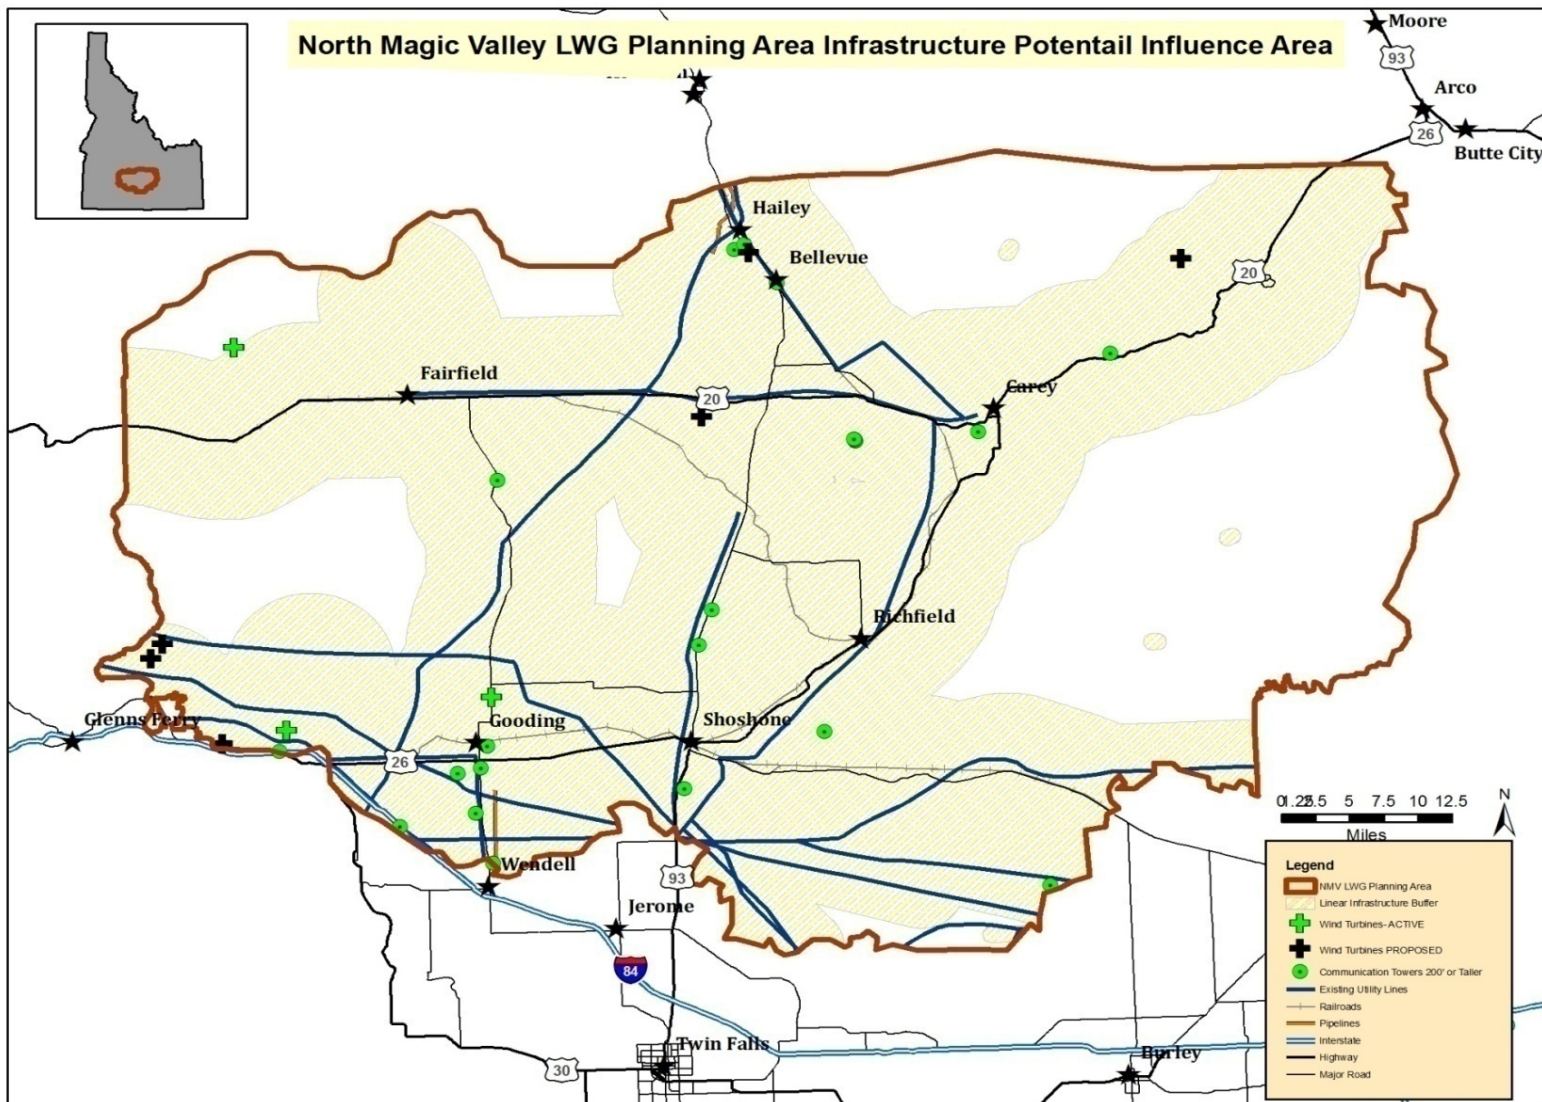 North Magic Valley LWG Planning Area Infrastructure Potentail Influence Area
Moore
93
Arco
26
Butte City
Hailey
Bellevue
20
Fairfield
20
Carey
Richfield
Glenns Ferry
Gooding
Shoshone
26
Wendell
93
Jerome
84
Twin Falls
30
Burley
0 1.25 2.5 5 7.5 10 12.5
Miles
N
Legend
NMV LWG Planning Area
Linear Infrastructure Buffer
Wind Turbines- ACTIVE
Wind Turbines PROPOSED
Communication Towers 200' or Taller
Existing Utility Lines
Railroads
Pipelines
Interstate
Highway
Major Road